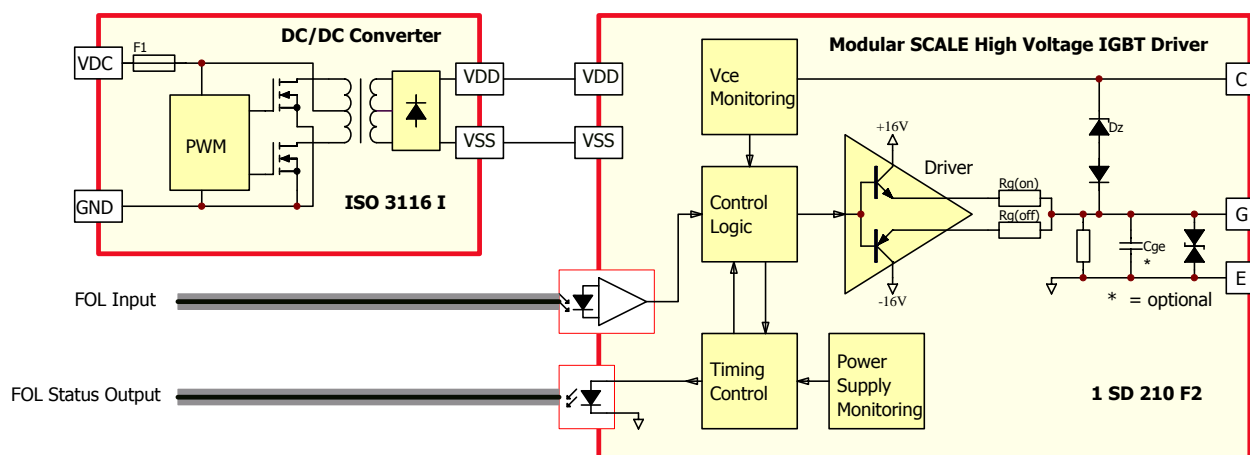 DC/DC Converter
F1
VDC
PWM
GND
VDD
VSS
ISO 3116 I
Modular SCALE High Voltage IGBT Driver
VDD
VSS
Vce
Monitoring
C
+16V
Driver
Dz
Control
Logic
Rg(on)
Rg(off)
G
Cge
*
-16V
E
* = optional
FOL Input
FOL Status Output
Timing
Control
Power
Supply
Monitoring
1 SD 210 F2